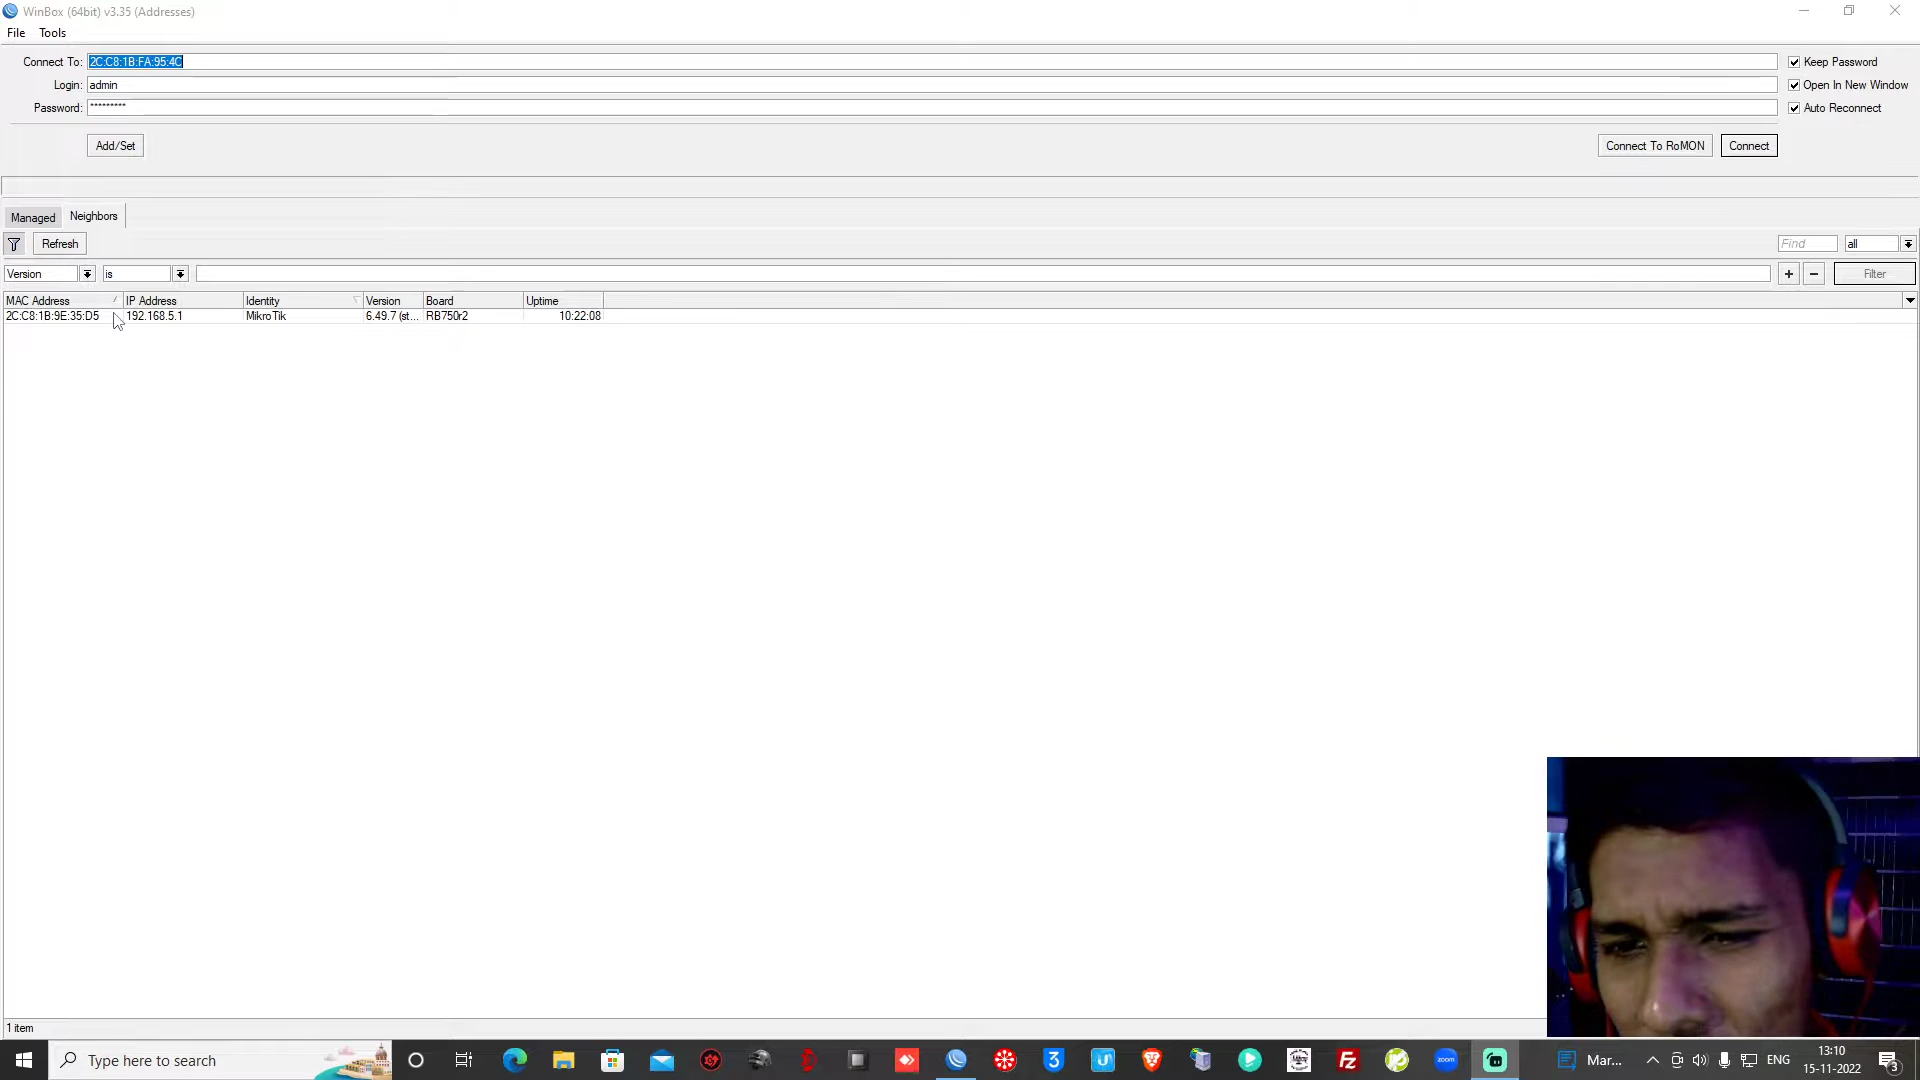 WinBox (64bit) v3.35 (Addresses)
File Tools
Connect To: 2C:C8:1B:FA:95:4C Keep Password
Login: admin Open In New Window
Password: ********* Auto Reconnect
Add/Set Connect To RoMON Connect
Managed Neighbors
Refresh Find all
Version is + − Filter
MAC Address IP Address Identity Version Board Uptime
2C:C8:1B:9E:35:D5 192.168.5.1 MikroTik 6.49.7 (st... RB750r2 10:22:08
1 item
Type here to search 3 zoom Mar... ENG 13:10
15-11-2022 3